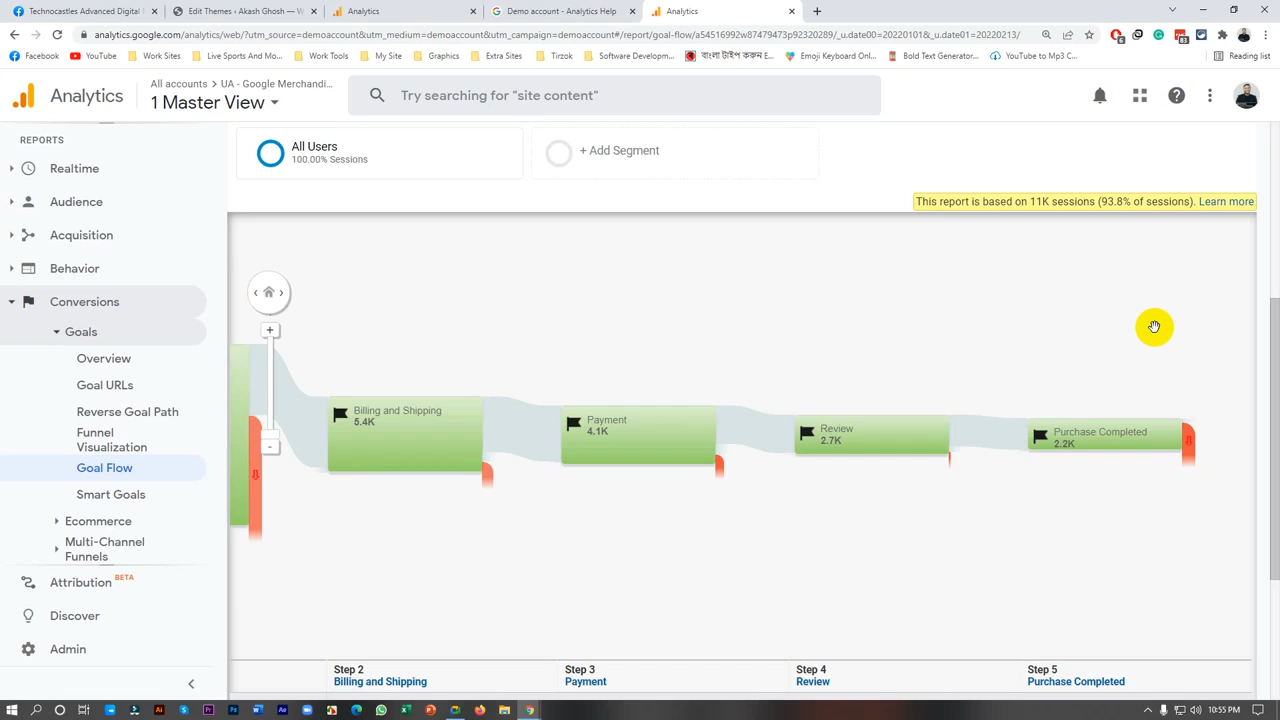 Technocastles Advanced Digital
Edit Themes ‹ Akash Ghosh — W
Analytics
Demo account - Analytics Help
Analytics
analytics.google.com/analytics/web/?utm_source=demoaccount&utm_medium=demoaccount&utm_campaign=demoaccount#/report/goal-flow/a54516992w87479473p92320289/_u.date00=20220101&_u.date01=20220213/
Facebook
YouTube
Work Sites
Live Sports And Mo...
Work Tools
My Site
Graphics
Extra Sites
Tirzok
Software Developm...
বাংলা টাইপ করুন E...
Emoji Keyboard Onl...
Bold Text Generator...
YouTube to Mp3 C...
Reading list
Analytics
All accounts > UA - Google Merchandi...
1 Master View
Try searching for "site content"
REPORTS
Realtime
Audience
Acquisition
Behavior
Conversions
Goals
Overview
Goal URLs
Reverse Goal Path
Funnel
Visualization
Goal Flow
Smart Goals
Ecommerce
Multi-Channel
Funnels
Attribution BETA
Discover
Admin
All Users
100.00% Sessions
+ Add Segment
This report is based on 11K sessions (93.8% of sessions). Learn more
+
-
Billing and Shipping
5.4K
Payment
4.1K
Review
2.7K
Purchase Completed
2.2K
Step 2
Billing and Shipping
Step 3
Payment
Step 4
Review
Step 5
Purchase Completed
10:55 PM